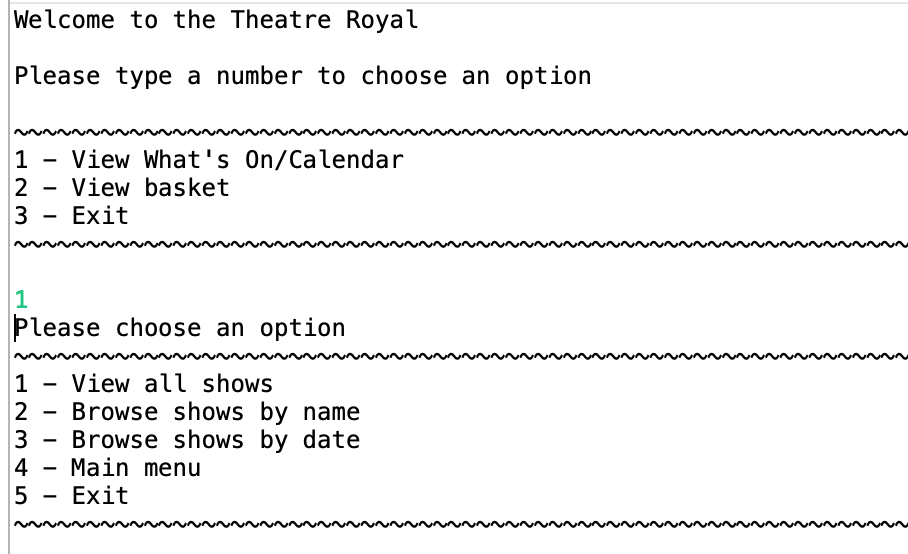 Welcome to the Theatre Royal
Please type a number to choose an option
~~~~~~~~~~~~~~~~~~~~~~~~~~~~~~~~~~~~~~~~~~~~~~~~~~~~~~~~~~~~~~
1 – View What's On/Calendar
2 – View basket
3 – Exit
~~~~~~~~~~~~~~~~~~~~~~~~~~~~~~~~~~~~~~~~~~~~~~~~~~~~~~~~~~~~~~
1
Please choose an option
~~~~~~~~~~~~~~~~~~~~~~~~~~~~~~~~~~~~~~~~~~~~~~~~~~~~~~~~~~~~~~
1 – View all shows
2 – Browse shows by name
3 – Browse shows by date
4 – Main menu
5 – Exit
~~~~~~~~~~~~~~~~~~~~~~~~~~~~~~~~~~~~~~~~~~~~~~~~~~~~~~~~~~~~~~